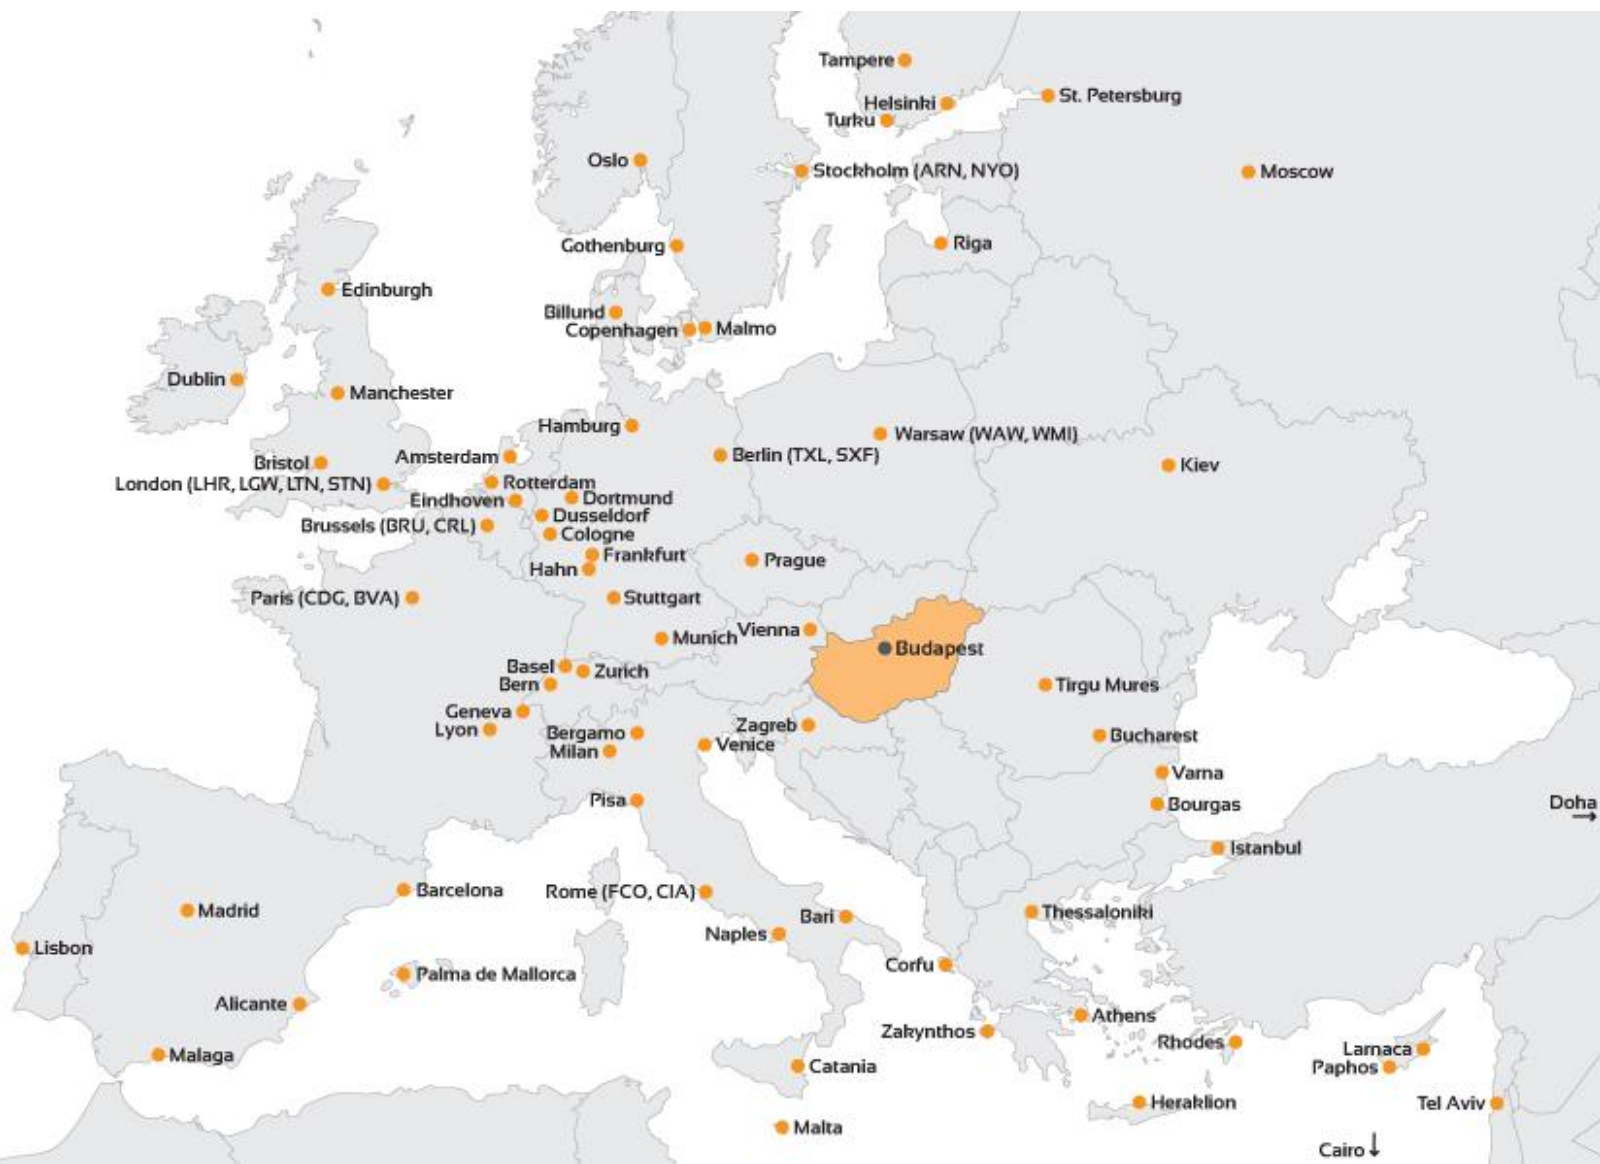 Tampere
Helsinki
St. Petersburg
Turku
Oslo
Stockholm (ARN, NYO)
Moscow
Gothenburg
Riga
Edinburgh
Billund
Copenhagen
Malmo
Dublin
Manchester
Hamburg
Warsaw (WAW, WMI)
Amsterdam
Berlin (TXL, SXF)
Bristol
Kiev
London (LHR, LGW, LTN, STN)
Rotterdam
Eindhoven
Dortmund
Dusseldorf
Brussels (BRU, CRL)
Cologne
Frankfurt
Prague
Hahn
Paris (CDG, BVA)
Stuttgart
Munich
Vienna
Budapest
Basel
Zurich
Bern
Tirgu Mures
Geneva
Lyon
Bergamo
Zagreb
Bucharest
Milan
Venice
Varna
Pisa
Bourgas
Doha
Istanbul
Barcelona
Rome (FCO, CIA)
Madrid
Bari
Thessaloniki
Naples
Lisbon
Corfu
Palma de Mallorca
Alicante
Athens
Zakynthos
Rhodes
Malaga
Larnaca
Catania
Paphos
Heraklion
Tel Aviv
Malta
Cairo